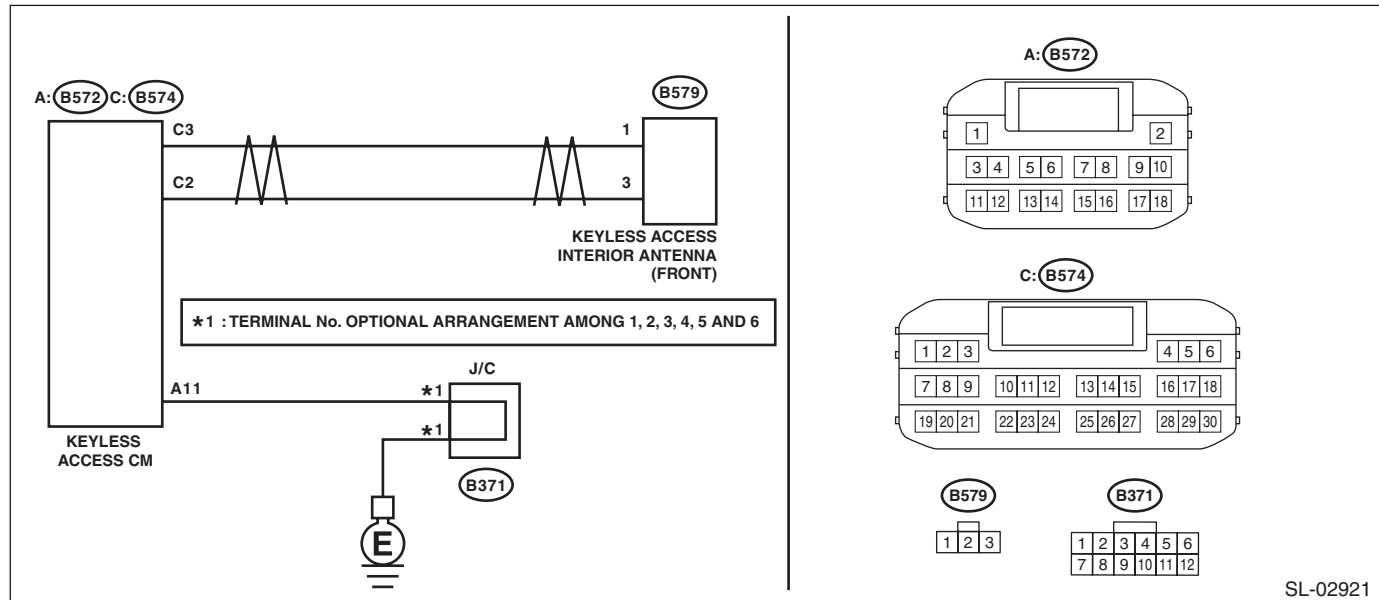 A: B572 C: B574
C3
C2
B579
1
3
KEYLESS ACCESS
INTERIOR ANTENNA
(FRONT)
*1 : TERMINAL No. OPTIONAL ARRANGEMENT AMONG 1, 2, 3, 4, 5 AND 6
A11
J/C
*1
*1
KEYLESS
ACCESS CM
B371
E
A: B572
1 2
3 4 5 6 7 8 9 10
11 12 13 14 15 16 17 18
C: B574
1 2 3 4 5 6
7 8 9 10 11 12 13 14 15 16 17 18
19 20 21 22 23 24 25 26 27 28 29 30
B579
1 2 3
B371
1 2 3 4 5 6
7 8 9 10 11 12
SL-02921